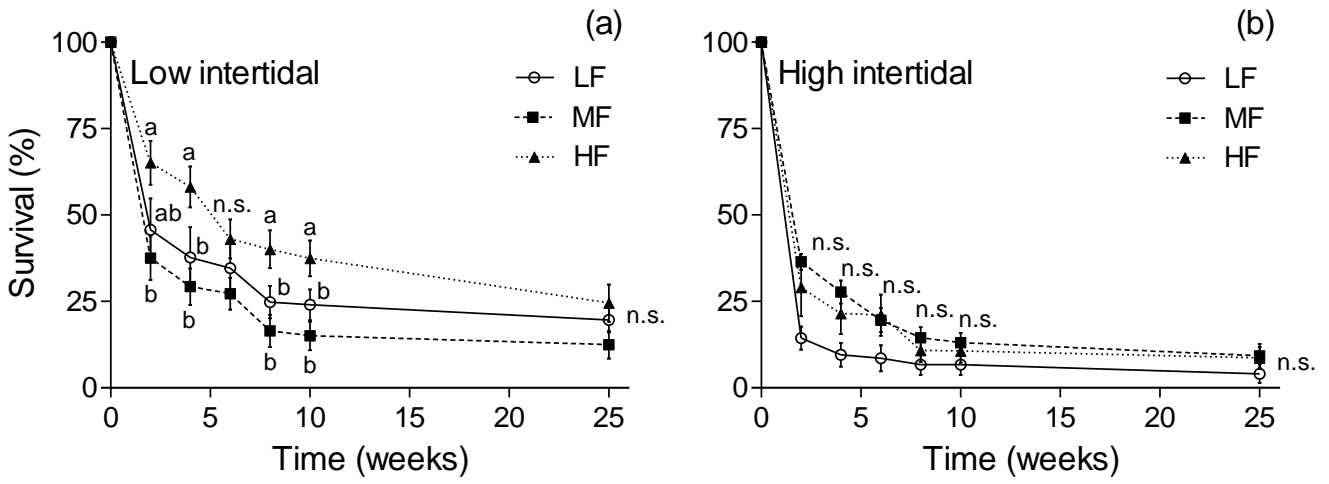 (a)
Low intertidal
LF
MF
HF
Survival (%)
100
75
50
25
0
a
a
n.s.
a
a
ab
b
b
b
n.s.
b
b
b
b
0 5 10 15 20 25
Time (weeks)
(b)
High intertidal
LF
MF
HF
100
75
50
25
0
n.s.
n.s.
n.s.
n.s.
n.s.
n.s.
0 5 10 15 20 25
Time (weeks)